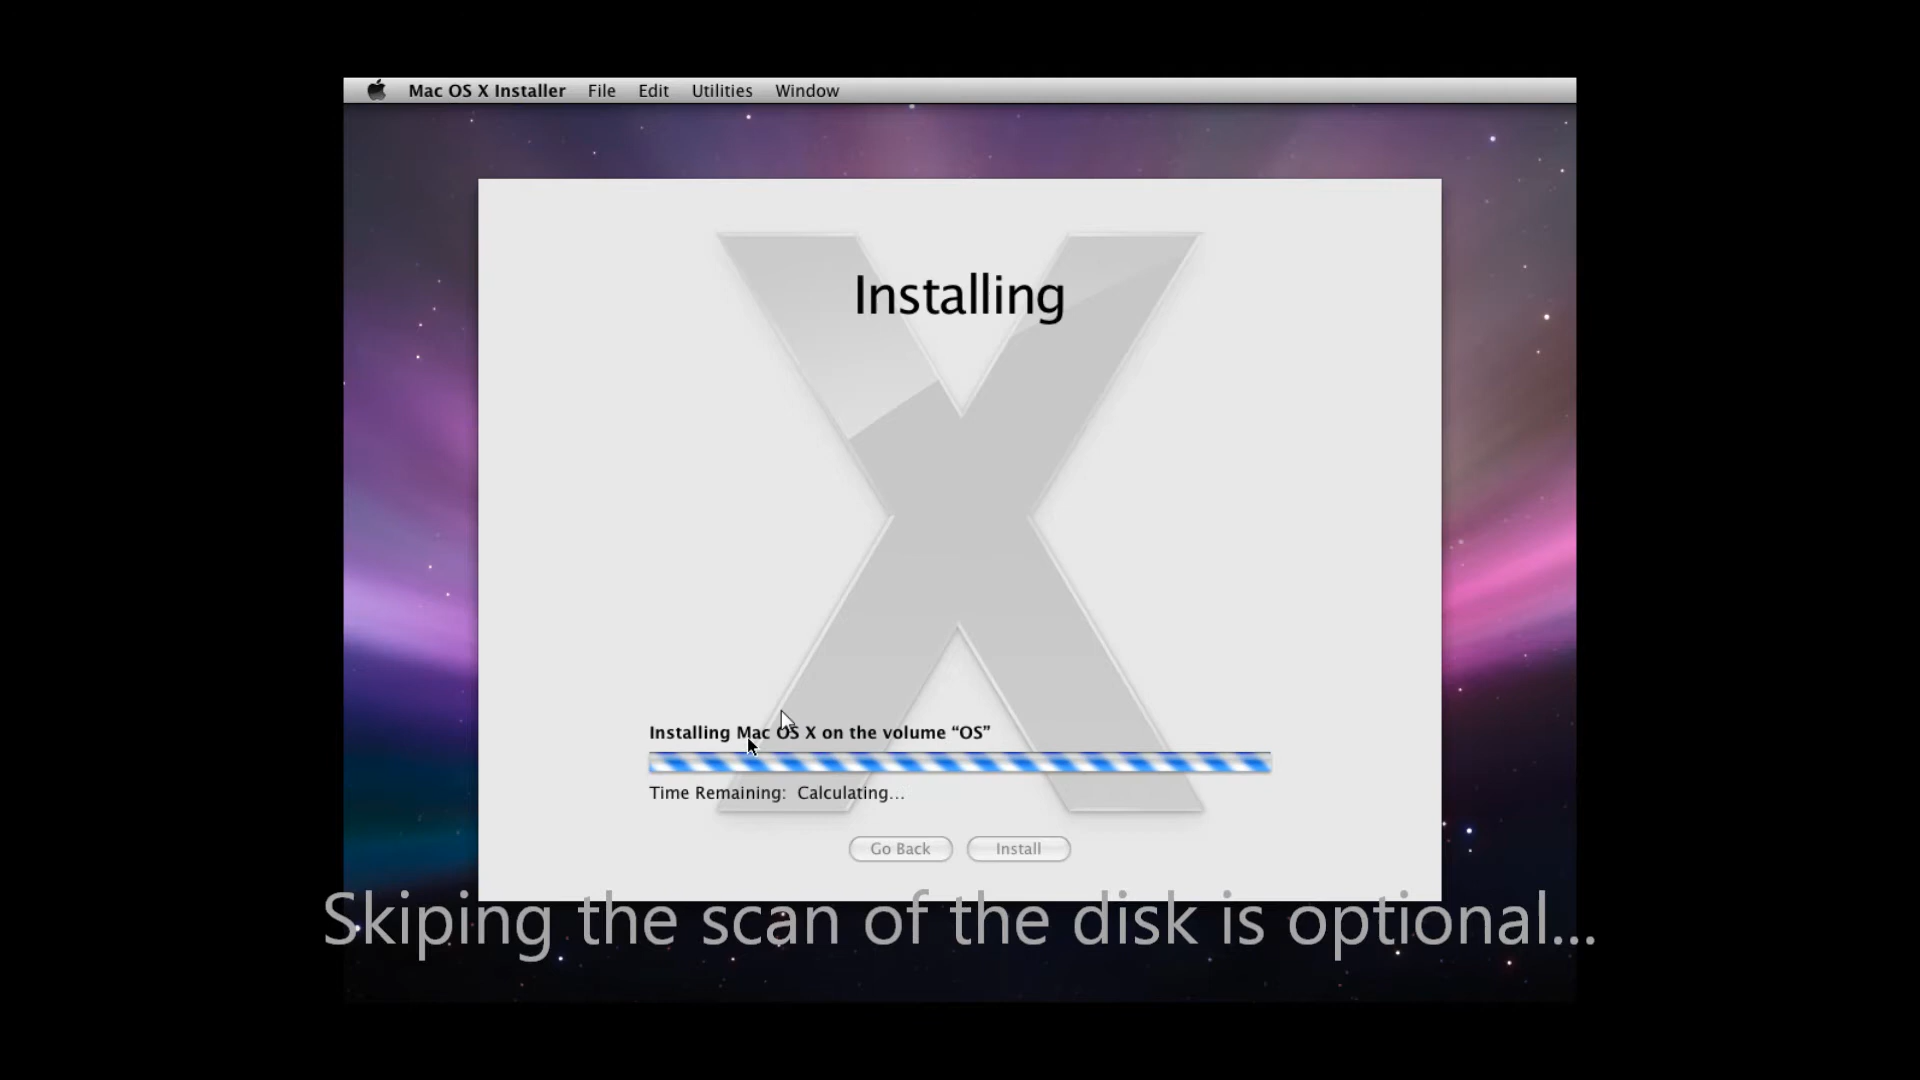 Mac OS X Installer File Edit Utilities Window
Installing
Installing Mac OS X on the volume “OS”
Time Remaining: Calculating...
Go Back Install
Skiping the scan of the disk is optional...